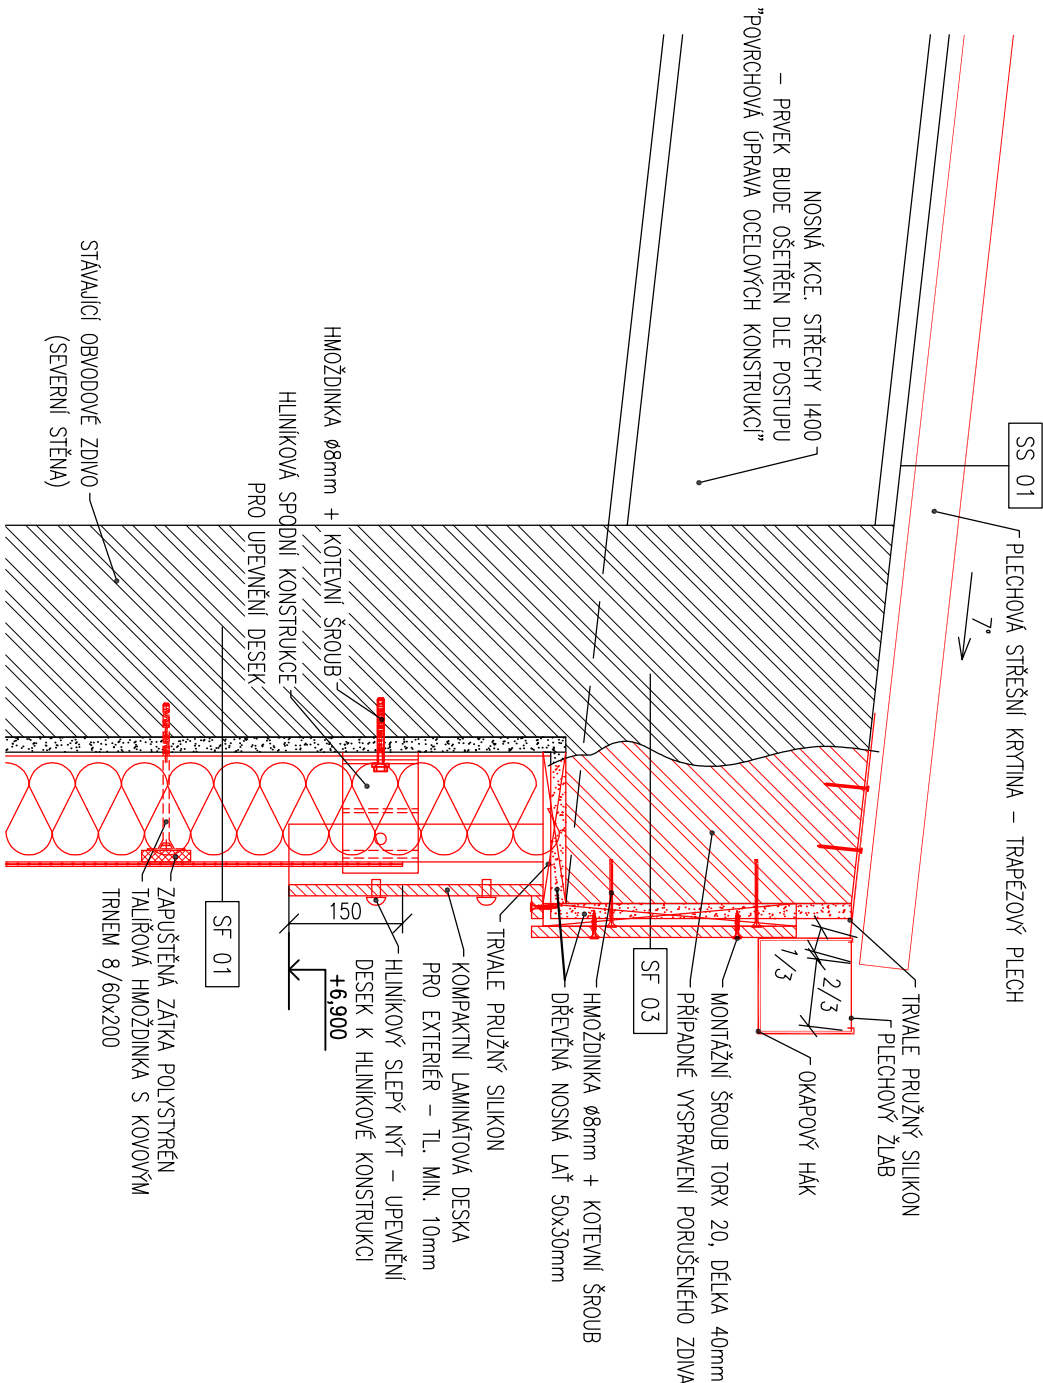 SS 01
PLECHOVÁ STŘEŠNÍ KRYTINA – TRAPÉZOVÝ PLECH
7°
NOSNÁ KCE. STŘECHY I400
– PRVEK BUDE OŠETŘEN DLE POSTUPU
"POVRCHOVÁ ÚPRAVA OCELOVÝCH KONSTRUKCÍ"
TRVALE PRUŽNÝ SILIKON
PLECHOVÝ ŽLAB
2/3
1/3
OKAPOVÝ HÁK
MONTÁŽNÍ ŠROUB TORX 20, DÉLKA 40mm
PŘÍPADNÉ VYSPRAVENÍ PORUŠENÉHO ZDIVA
SF 03
HMOŽDINKA ø8mm + KOTEVNÍ ŠROUB
DŘEVĚNÁ NOSNÁ LAŤ 50x30mm
TRVALE PRUŽNÝ SILIKON
KOMPAKTNÍ LAMINÁTOVÁ DESKA
PRO EXTERIÉR – TL. MIN. 10mm
HLINÍKOVÝ SLEPÝ NÝT – UPEVNĚNÍ
DESEK K HLINÍKOVÉ KONSTRUKCI
150
+6,900
HMOŽDINKA ø8mm + KOTEVNÍ ŠROUB
HLINÍKOVÁ SPODNÍ KONSTRUKCE
PRO UPEVNĚNÍ DESEK
SF 01
ZAPUŠTĚNÁ ZÁTKA POLYSTYRÉN
TALÍŘOVÁ HMOŽDINKA S KOVOVÝM
TRNEM 8/60x200
STÁVAJÍCÍ OBVODOVÉ ZDIVO
(SEVERNÍ STĚNA)